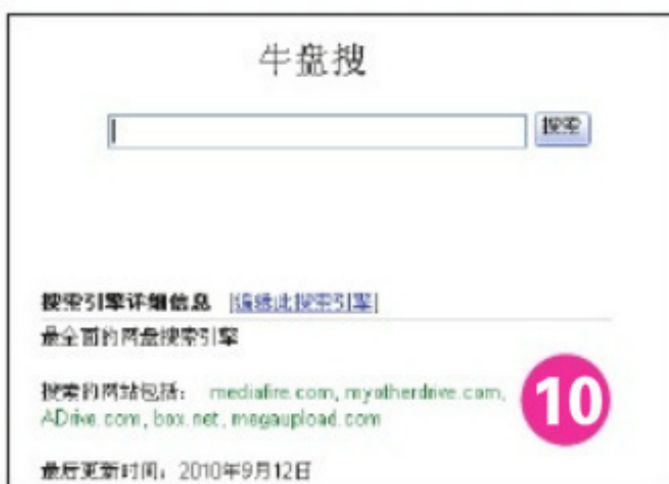 牛盘搜
搜索
搜索引擎详细信息 [编辑此搜索引擎]
最全面的网盘搜索引擎
搜索的网站包括: mediafire.com, myotherdrive.com,
ADrive.com, box.net, megaupload.com
10
最后更新时间: 2010年9月12日